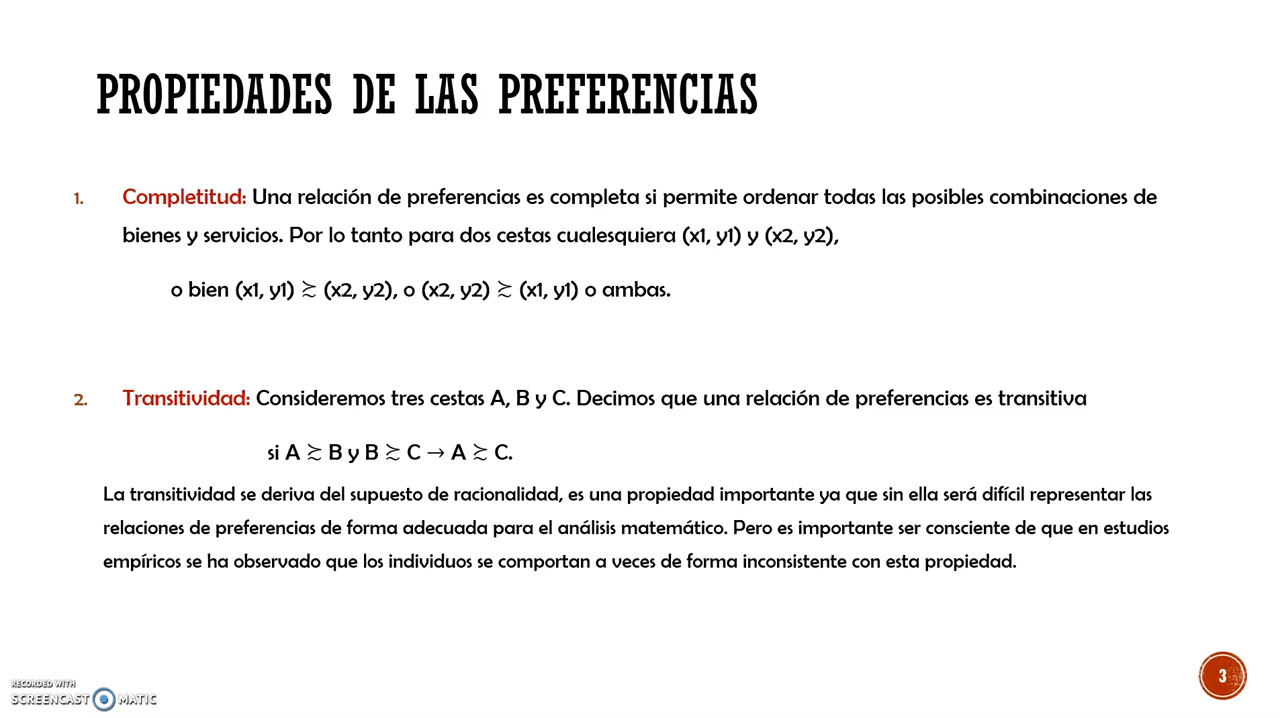 PROPIEDADES DE LAS PREFERENCIAS
1. Completitud: Una relación de preferencias es completa si permite ordenar todas las posibles combinaciones de
bienes y servicios. Por lo tanto para dos cestas cualesquiera (x1, y1) y (x2, y2),
o bien (x1, y1) ≿ (x2, y2), o (x2, y2) ≿ (x1, y1) o ambas.
2. Transitividad: Consideremos tres cestas A, B y C. Decimos que una relación de preferencias es transitiva
si A ≿ B y B ≿ C → A ≿ C.
La transitividad se deriva del supuesto de racionalidad, es una propiedad importante ya que sin ella será difícil representar las
relaciones de preferencias de forma adecuada para el análisis matemático. Pero es importante ser consciente de que en estudios
empíricos se ha observado que los individuos se comportan a veces de forma inconsistente con esta propiedad.
3
RECORDED WITH
SCREENCAST MATIC